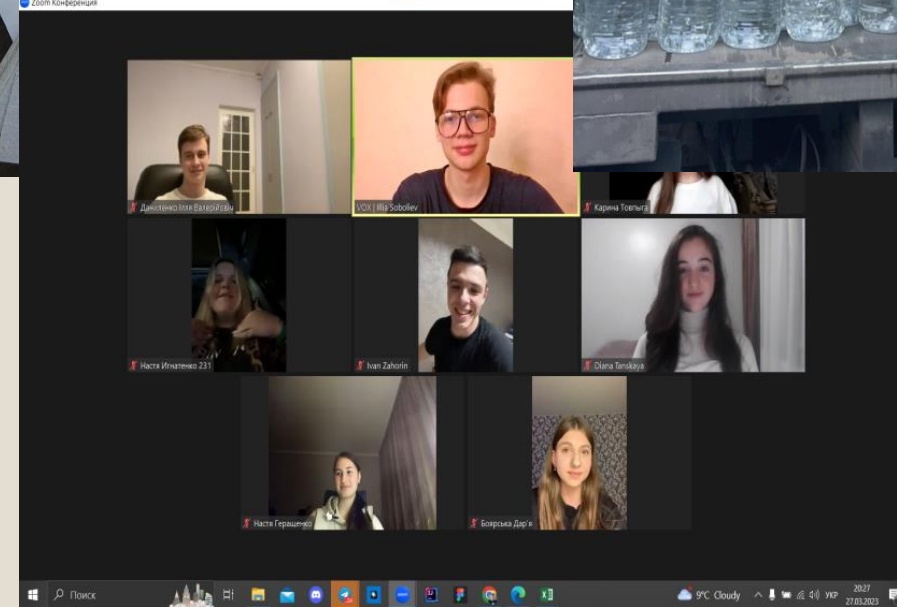 Zoom Конференция
Даниленко Ілля Валерійович
VOX | Illia Soboliev
Карина Товпыга
Настя Игнатенко 231
Ivan Zahorin
Diana Tanskaya
Настя Геращенко
Боярська Дар'я
Поиск
9°C Cloudy
УКР
20:27
27.03.2023